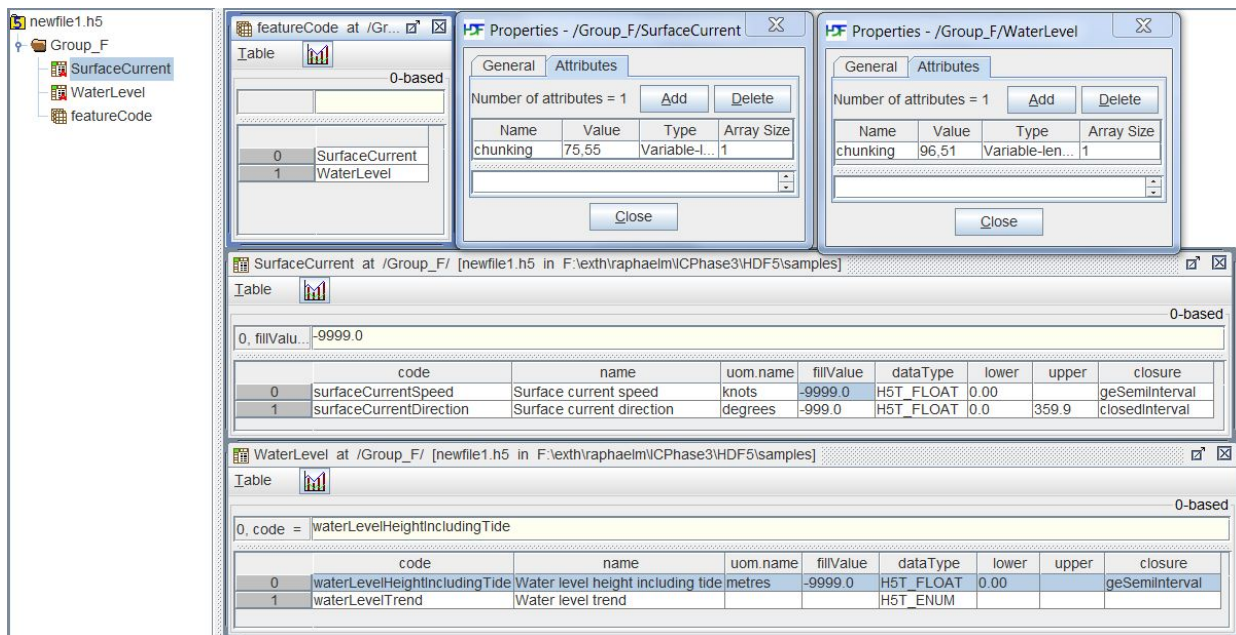 newfile1.h5
Group_F
SurfaceCurrent
WaterLevel
featureCode
featureCode at /Gr...
Table
0-based
0 SurfaceCurrent
1 WaterLevel
HDF Properties - /Group_F/SurfaceCurrent
General Attributes
Number of attributes = 1 Add Delete
Name Value Type Array Size
chunking 75,55 Variable-l... 1
Close
HDF Properties - /Group_F/WaterLevel
General Attributes
Number of attributes = 1 Add Delete
Name Value Type Array Size
chunking 96,51 Variable-len... 1
Close
SurfaceCurrent at /Group_F/ [newfile1.h5 in F:\exth\raphaelm\ICPhase3\HDF5\samples]
Table
0-based
0, fillValu... -9999.0
code name uom.name fillValue dataType lower upper closure
0 surfaceCurrentSpeed Surface current speed knots -9999.0 H5T_FLOAT 0.00 geSemiInterval
1 surfaceCurrentDirection Surface current direction degrees -999.0 H5T_FLOAT 0.0 359.9 closedInterval
WaterLevel at /Group_F/ [newfile1.h5 in F:\exth\raphaelm\ICPhase3\HDF5\samples]
Table
0-based
0, code = waterLevelHeightIncludingTide
code name uom.name fillValue dataType lower upper closure
0 waterLevelHeightIncludingTide Water level height including tide metres -9999.0 H5T_FLOAT 0.00 geSemiInterval
1 waterLevelTrend Water level trend H5T_ENUM